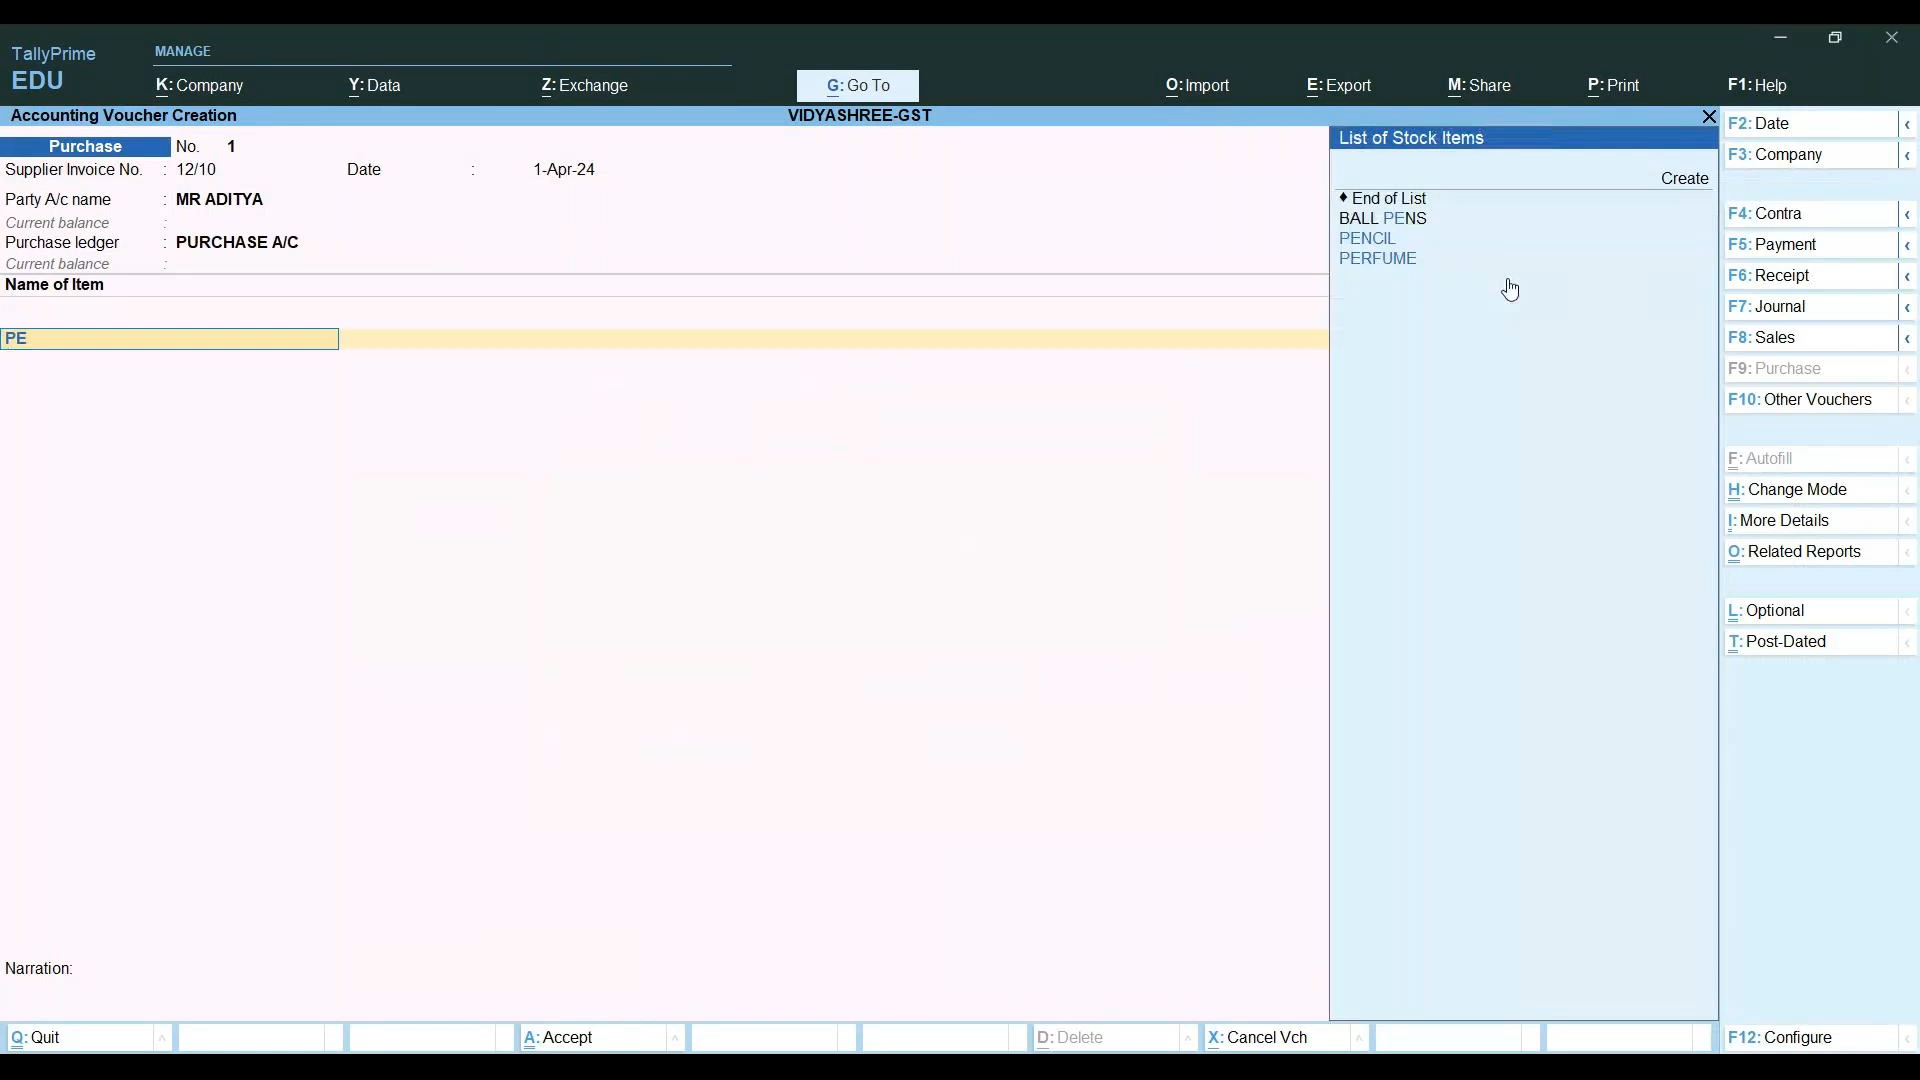 TallyPrime
EDU
MANAGE
K: Company
Y: Data
Z: Exchange
G: Go To
O: Import
E: Export
M: Share
P: Print
F1: Help
Accounting Voucher Creation
VIDYASHREE-GST
Purchase No. 1
Supplier Invoice No. : 12/10 Date : 1-Apr-24
Party A/c name : MR ADITYA
Current balance :
Purchase ledger : PURCHASE A/C
Current balance :
Name of Item
PE
Narration:
List of Stock Items
Create
♦ End of List
BALL PENS
PENCIL
PERFUME
F2: Date
F3: Company
F4: Contra
F5: Payment
F6: Receipt
F7: Journal
F8: Sales
F9: Purchase
F10: Other Vouchers
F: Autofill
H: Change Mode
I: More Details
O: Related Reports
L: Optional
T: Post-Dated
Q: Quit
A: Accept
D: Delete
X: Cancel Vch
F12: Configure